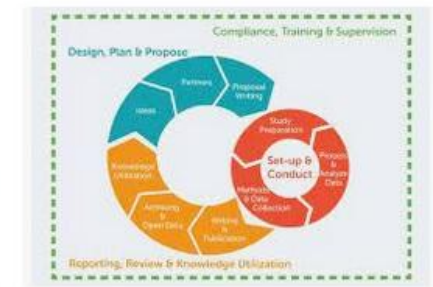 Compliance, Training & Supervision
Design, Plan & Propose
Partners
Proposal
Writing
Ideas
Study
Preparation
Set-up &
Conduct
Process
& Analyze
Data
Methods
& Data
Collection
Knowledge
Utilization
Archiving
&
Open Data
Writing
&
Publication
Reporting, Review & Knowledge Utilization